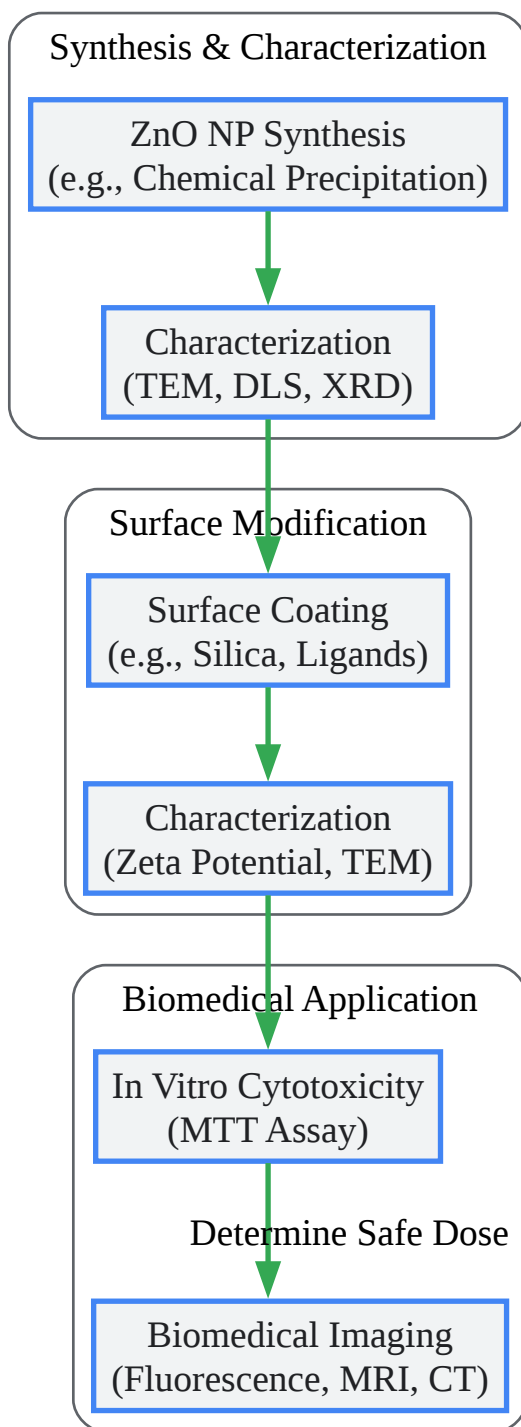 Synthesis & Characterization
ZnO NP Synthesis
(e.g., Chemical Precipitation)
Characterization
(TEM, DLS, XRD)
Surface Modification
Surface Coating
(e.g., Silica, Ligands)
Characterization
(Zeta Potential, TEM)
Biomedical Application
In Vitro Cytotoxicity
(MTT Assay)
Determine Safe Dose
Biomedical Imaging
(Fluorescence, MRI, CT)